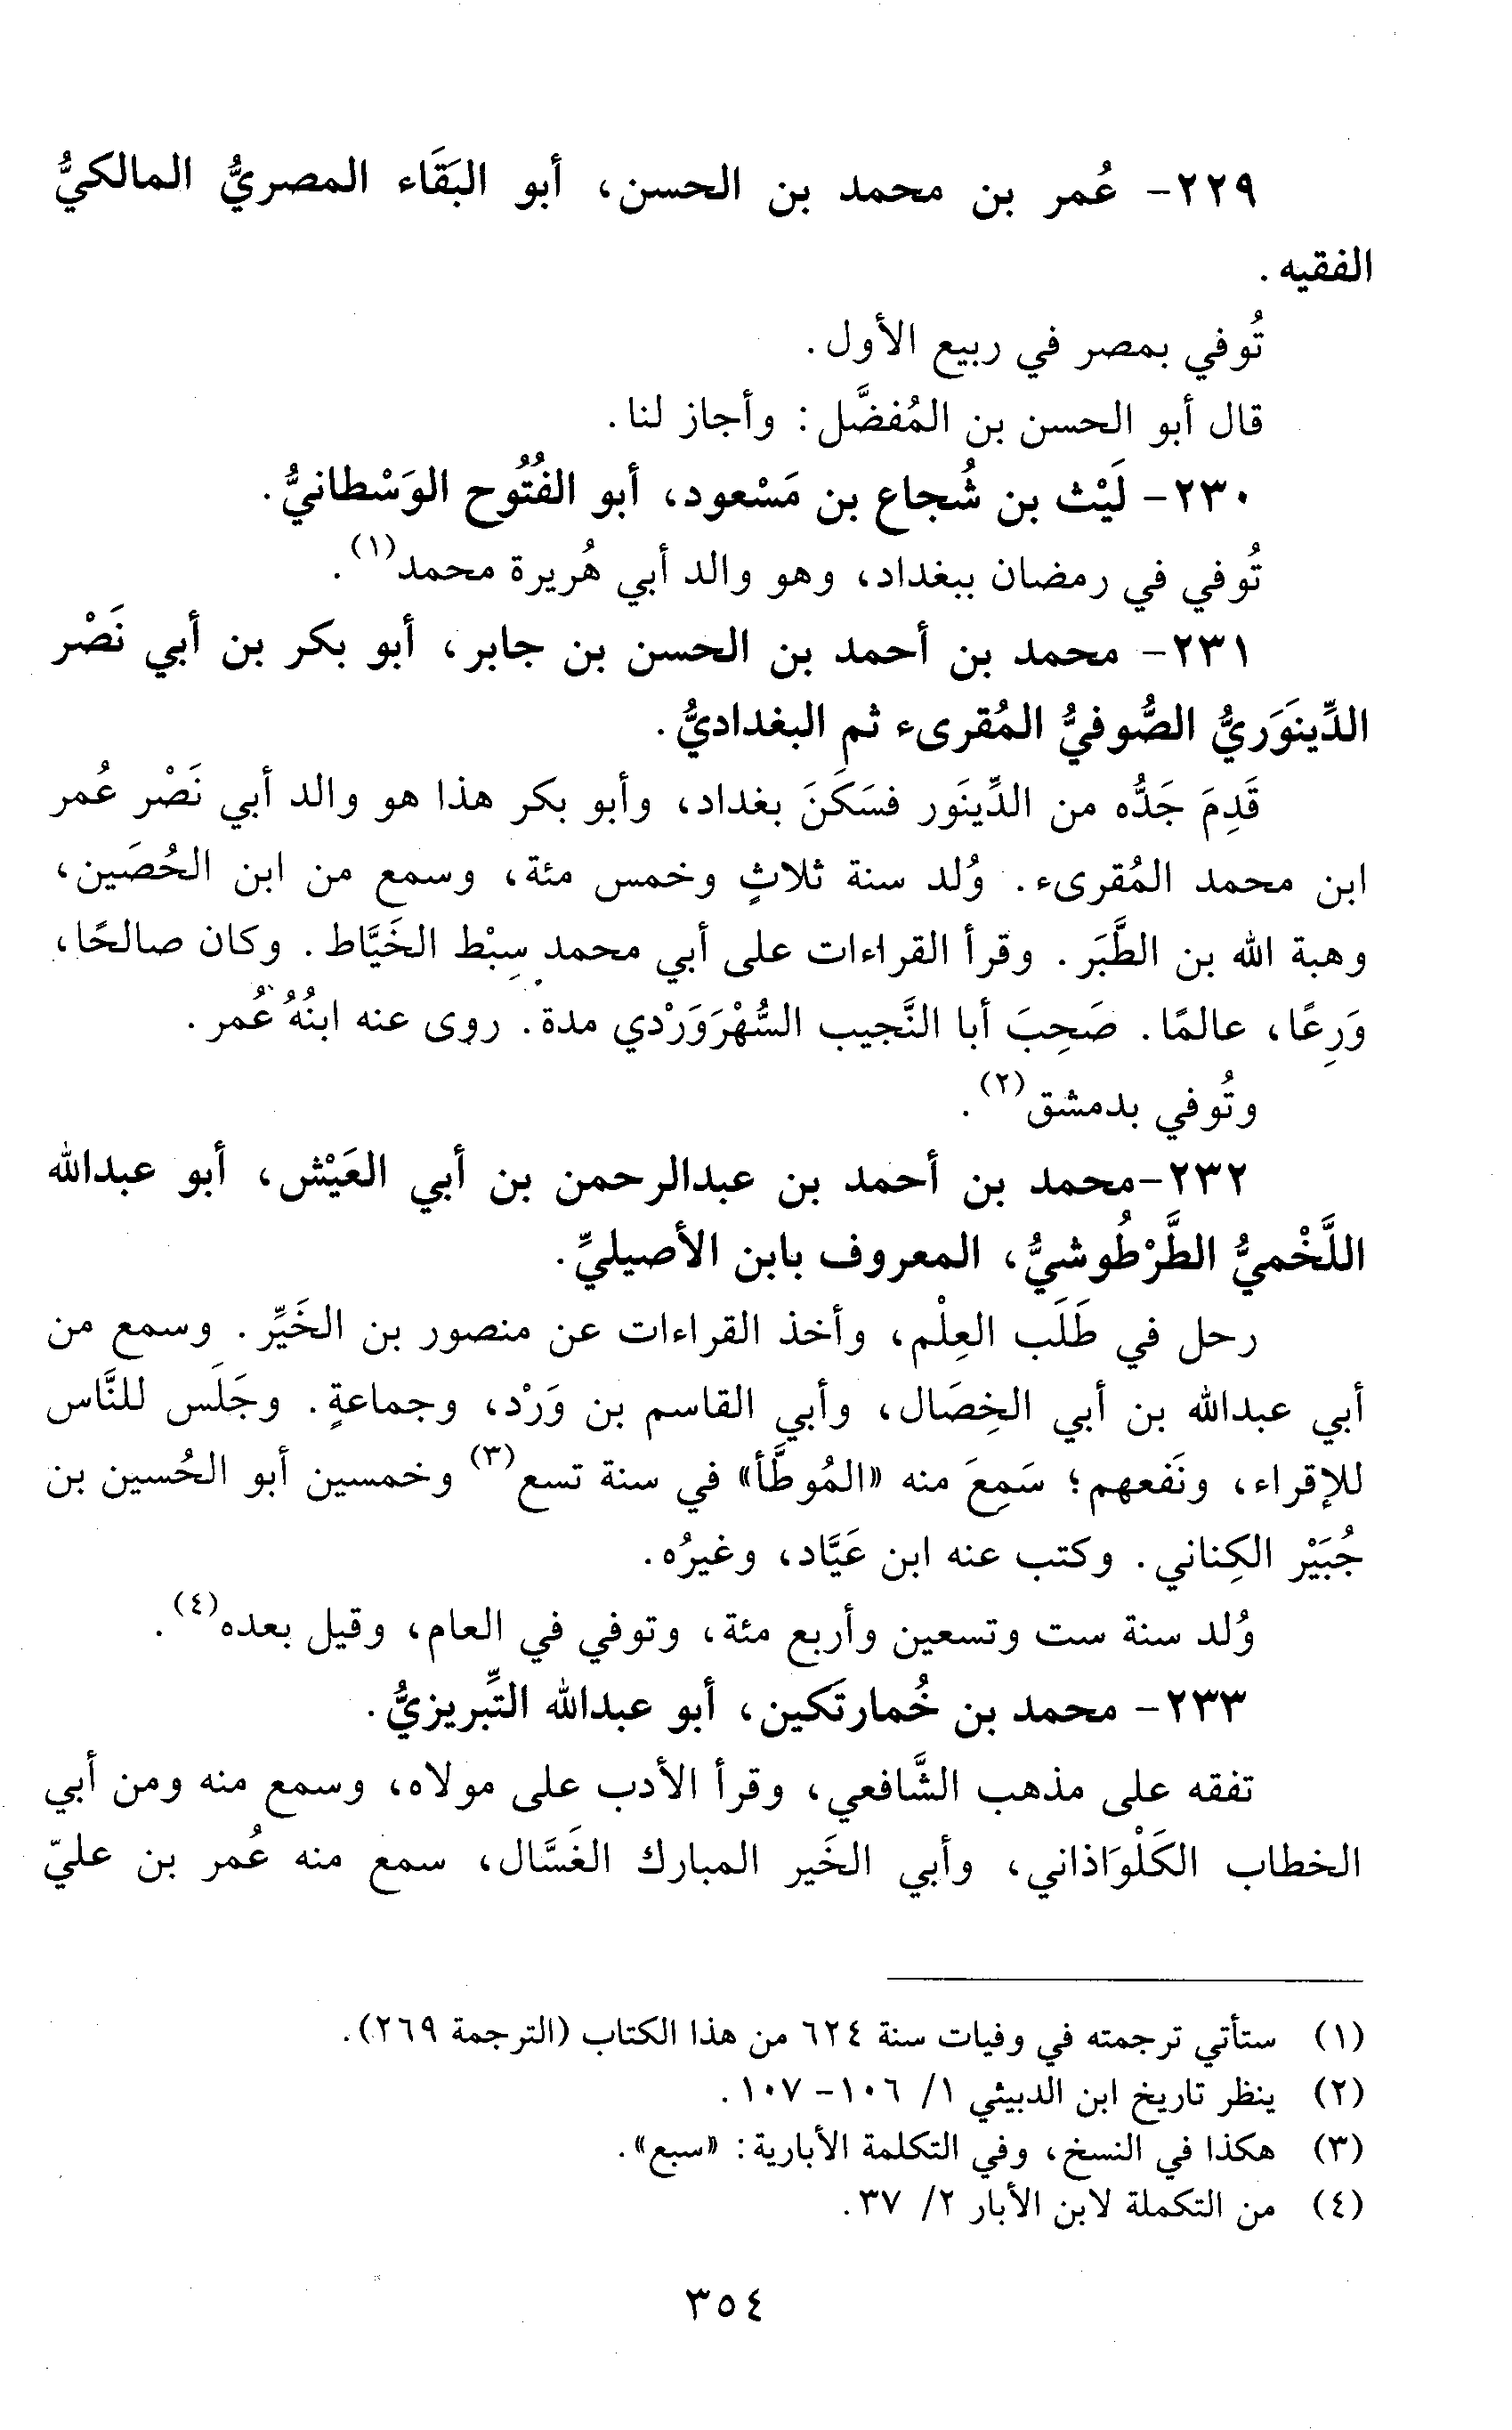 ٢٢٩- عُمر بن محمد بن الحسن، أبو البَقَاء المصريُّ المالكيُّ
الفقيه.
تُوفي بمصر في ربيع الأول.
قال أبو الحسن بن المُفضَّل: وأجاز لنا.
٢٣٠- لَيْث بن شُجاع بن مَسْعود، أبو الفُتُوح الوَسْطانيُّ.
تُوفي في رمضان ببغداد، وهو والد أبي هُريرة محمد(١).
٢٣١- محمد بن أحمد بن الحسن بن جابر، أبو بكر بن أبي نَصْر
الدِّينَوَريُّ الصُّوفيُّ المُقرىء ثم البغداديُّ.
قَدِمَ جَدُّه من الدِّينَور فسَكَنَ بغداد، وأبو بكر هذا هو والد أبي نَصْر عُمر
ابن محمد المُقرىء. وُلد سنة ثلاثٍ وخمس مئة، وسمع من ابن الحُصَين،
وهبة الله بن الطَّبَر. وقرأ القراءات على أبي محمد سِبْط الخَيَّاط. وكان صالحًا،
وَرِعًا، عالمًا. صَحِبَ أبا النَّجيب السُّهْرَوَرْدي مدة. روى عنه ابنُهُ عُمر.
وتُوفي بدمشق(٢).
٢٣٢-محمد بن أحمد بن عبدالرحمن بن أبي العَيْش، أبو عبدالله
اللَّخْميُّ الطَّرْطُوشيُّ، المعروف بابن الأصيليِّ.
رحل في طَلَب العِلْم، وأخذ القراءات عن منصور بن الخَيِّر. وسمع من
أبي عبدالله بن أبي الخِصَال، وأبي القاسم بن وَرْد، وجماعةٍ. وجَلَس للنَّاس
للإقراء، ونَفعهم؛ سَمِعَ منه «المُوطَّأ» في سنة تسع(٣) وخمسين أبو الحُسين بن
جُبَيْر الكِناني. وكتب عنه ابن عَيَّاد، وغيرُه.
وُلد سنة ست وتسعين وأربع مئة، وتوفي في العام، وقيل بعده(٤).
٢٣٣- محمد بن خُمارتَكين، أبو عبدالله التِّبريزيُّ.
تفقه على مذهب الشَّافعي، وقرأ الأدب على مولاه، وسمع منه ومن أبي
الخطاب الكَلْوَاذاني، وأبي الخَير المبارك الغَسَّال، سمع منه عُمر بن عليّ
(١) ستأتي ترجمته في وفيات سنة ٦٢٤ من هذا الكتاب (الترجمة ٢٦٩).
(٢) ينظر تاريخ ابن الدبيثي ١/ ١٠٦- ١٠٧.
(٣) هكذا في النسخ، وفي التكلمة الأبارية: «سبع».
(٤) من التكملة لابن الأبار ٢/ ٣٧.
٣٥٤